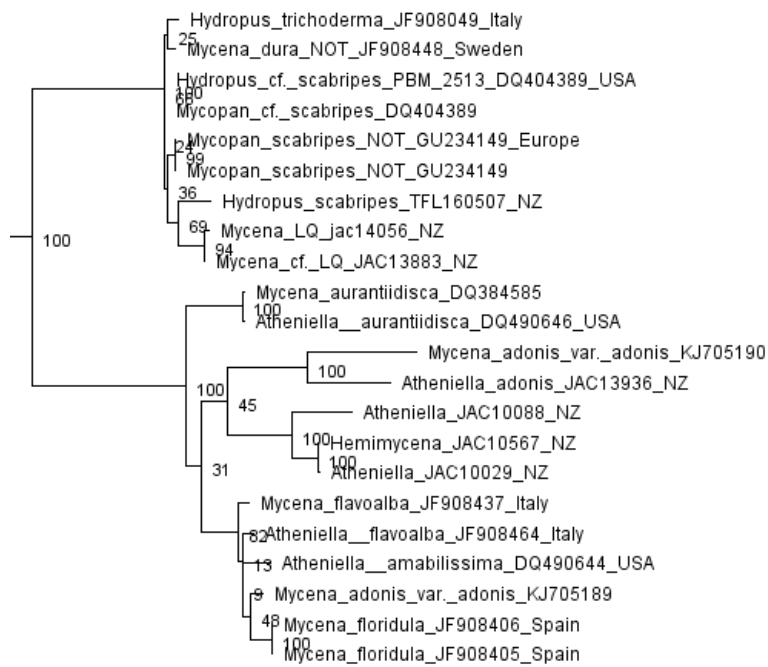 Hydropus_trichoderma_JF908049_Italy
25
Mycena_dura_NOT_JF908448_Sweden
Hydropus_cf._scabripes_PBM_2513_DQ404389_USA
100
68
Mycopan_cf._scabripes_DQ404389
Mycopan_scabripes_NOT_GU234149_Europe
24
99
Mycopan_scabripes_NOT_GU234149
36
Hydropus_scabripes_TFL160507_NZ
69
Mycena_LQ_jac14056_NZ
100
94
Mycena_cf._LQ_JAC13883_NZ
Mycena_aurantiidisca_DQ384585
100
Atheniella__aurantiidisca_DQ490646_USA
Mycena_adonis_var._adonis_KJ705190
100
100
Atheniella_adonis_JAC13936_NZ
45
Atheniella_JAC10088_NZ
100
Hemimycena_JAC10567_NZ
100
31
Atheniella_JAC10029_NZ
Mycena_flavoalba_JF908437_Italy
82
Atheniella__flavoalba_JF908464_Italy
13
Atheniella__amabilissima_DQ490644_USA
9
Mycena_adonis_var._adonis_KJ705189
48
Mycena_floridula_JF908406_Spain
100
Mycena_floridula_JF908405_Spain